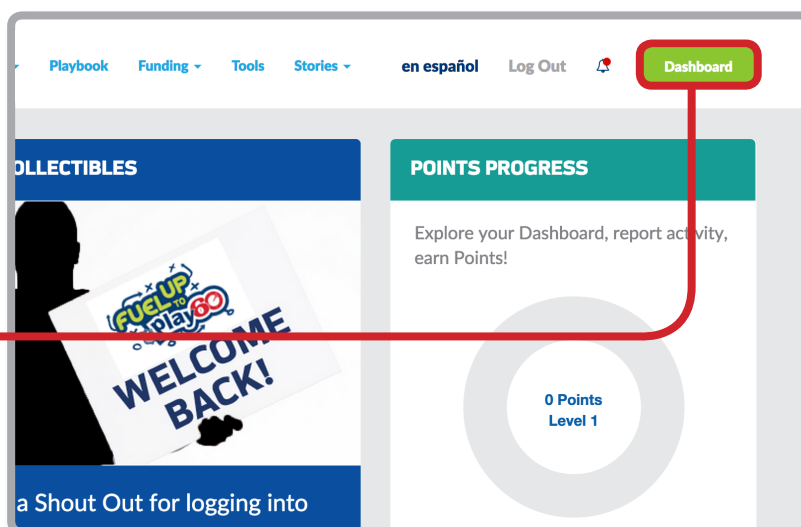 Playbook Funding Tools Stories en español Log Out Dashboard
OLLECTIBLES
POINTS PROGRESS
Explore your Dashboard, report activity,
earn Points!
FUEL UP
TO
play60
WELCOME
BACK!
0 Points
Level 1
a Shout Out for logging into